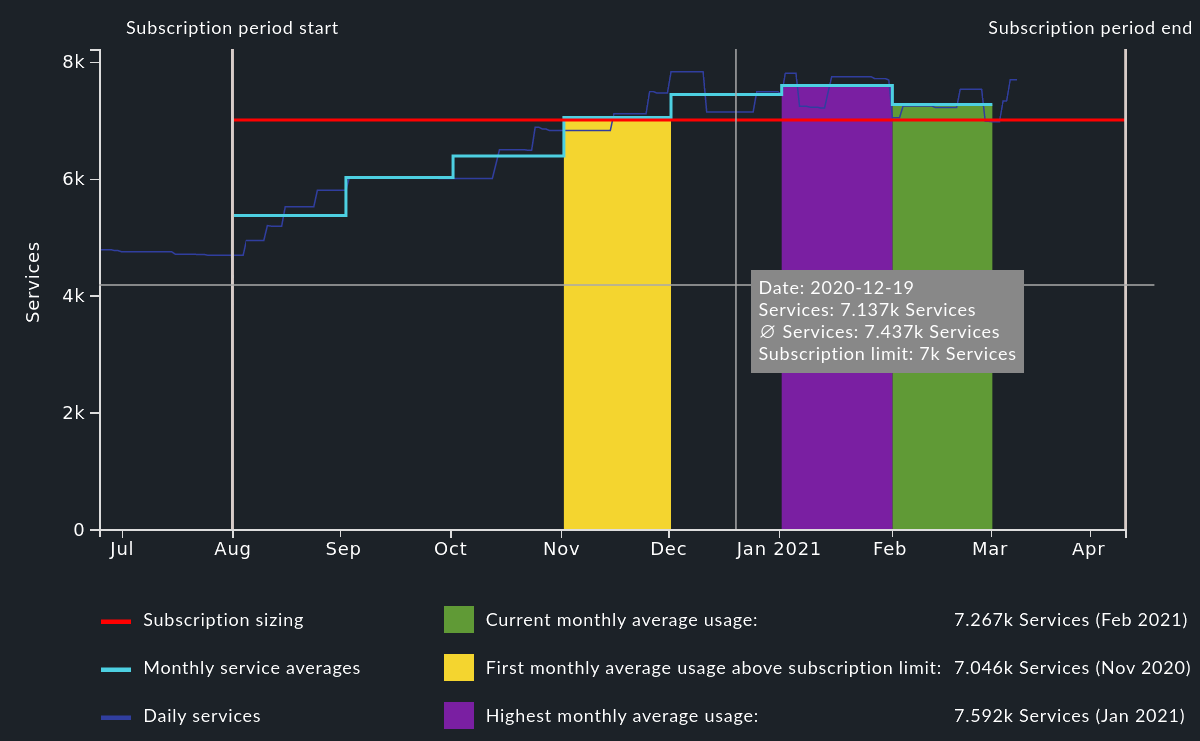 Subscription period start
Subscription period end
8k
6k
4k
2k
0
Services
Date: 2020-12-19
Services: 7.137k Services
∅ Services: 7.437k Services
Subscription limit: 7k Services
Jul Aug Sep Oct Nov Dec Jan 2021 Feb Mar Apr
Subscription sizing
Monthly service averages
Daily services
Current monthly average usage: 7.267k Services (Feb 2021)
First monthly average usage above subscription limit: 7.046k Services (Nov 2020)
Highest monthly average usage: 7.592k Services (Jan 2021)